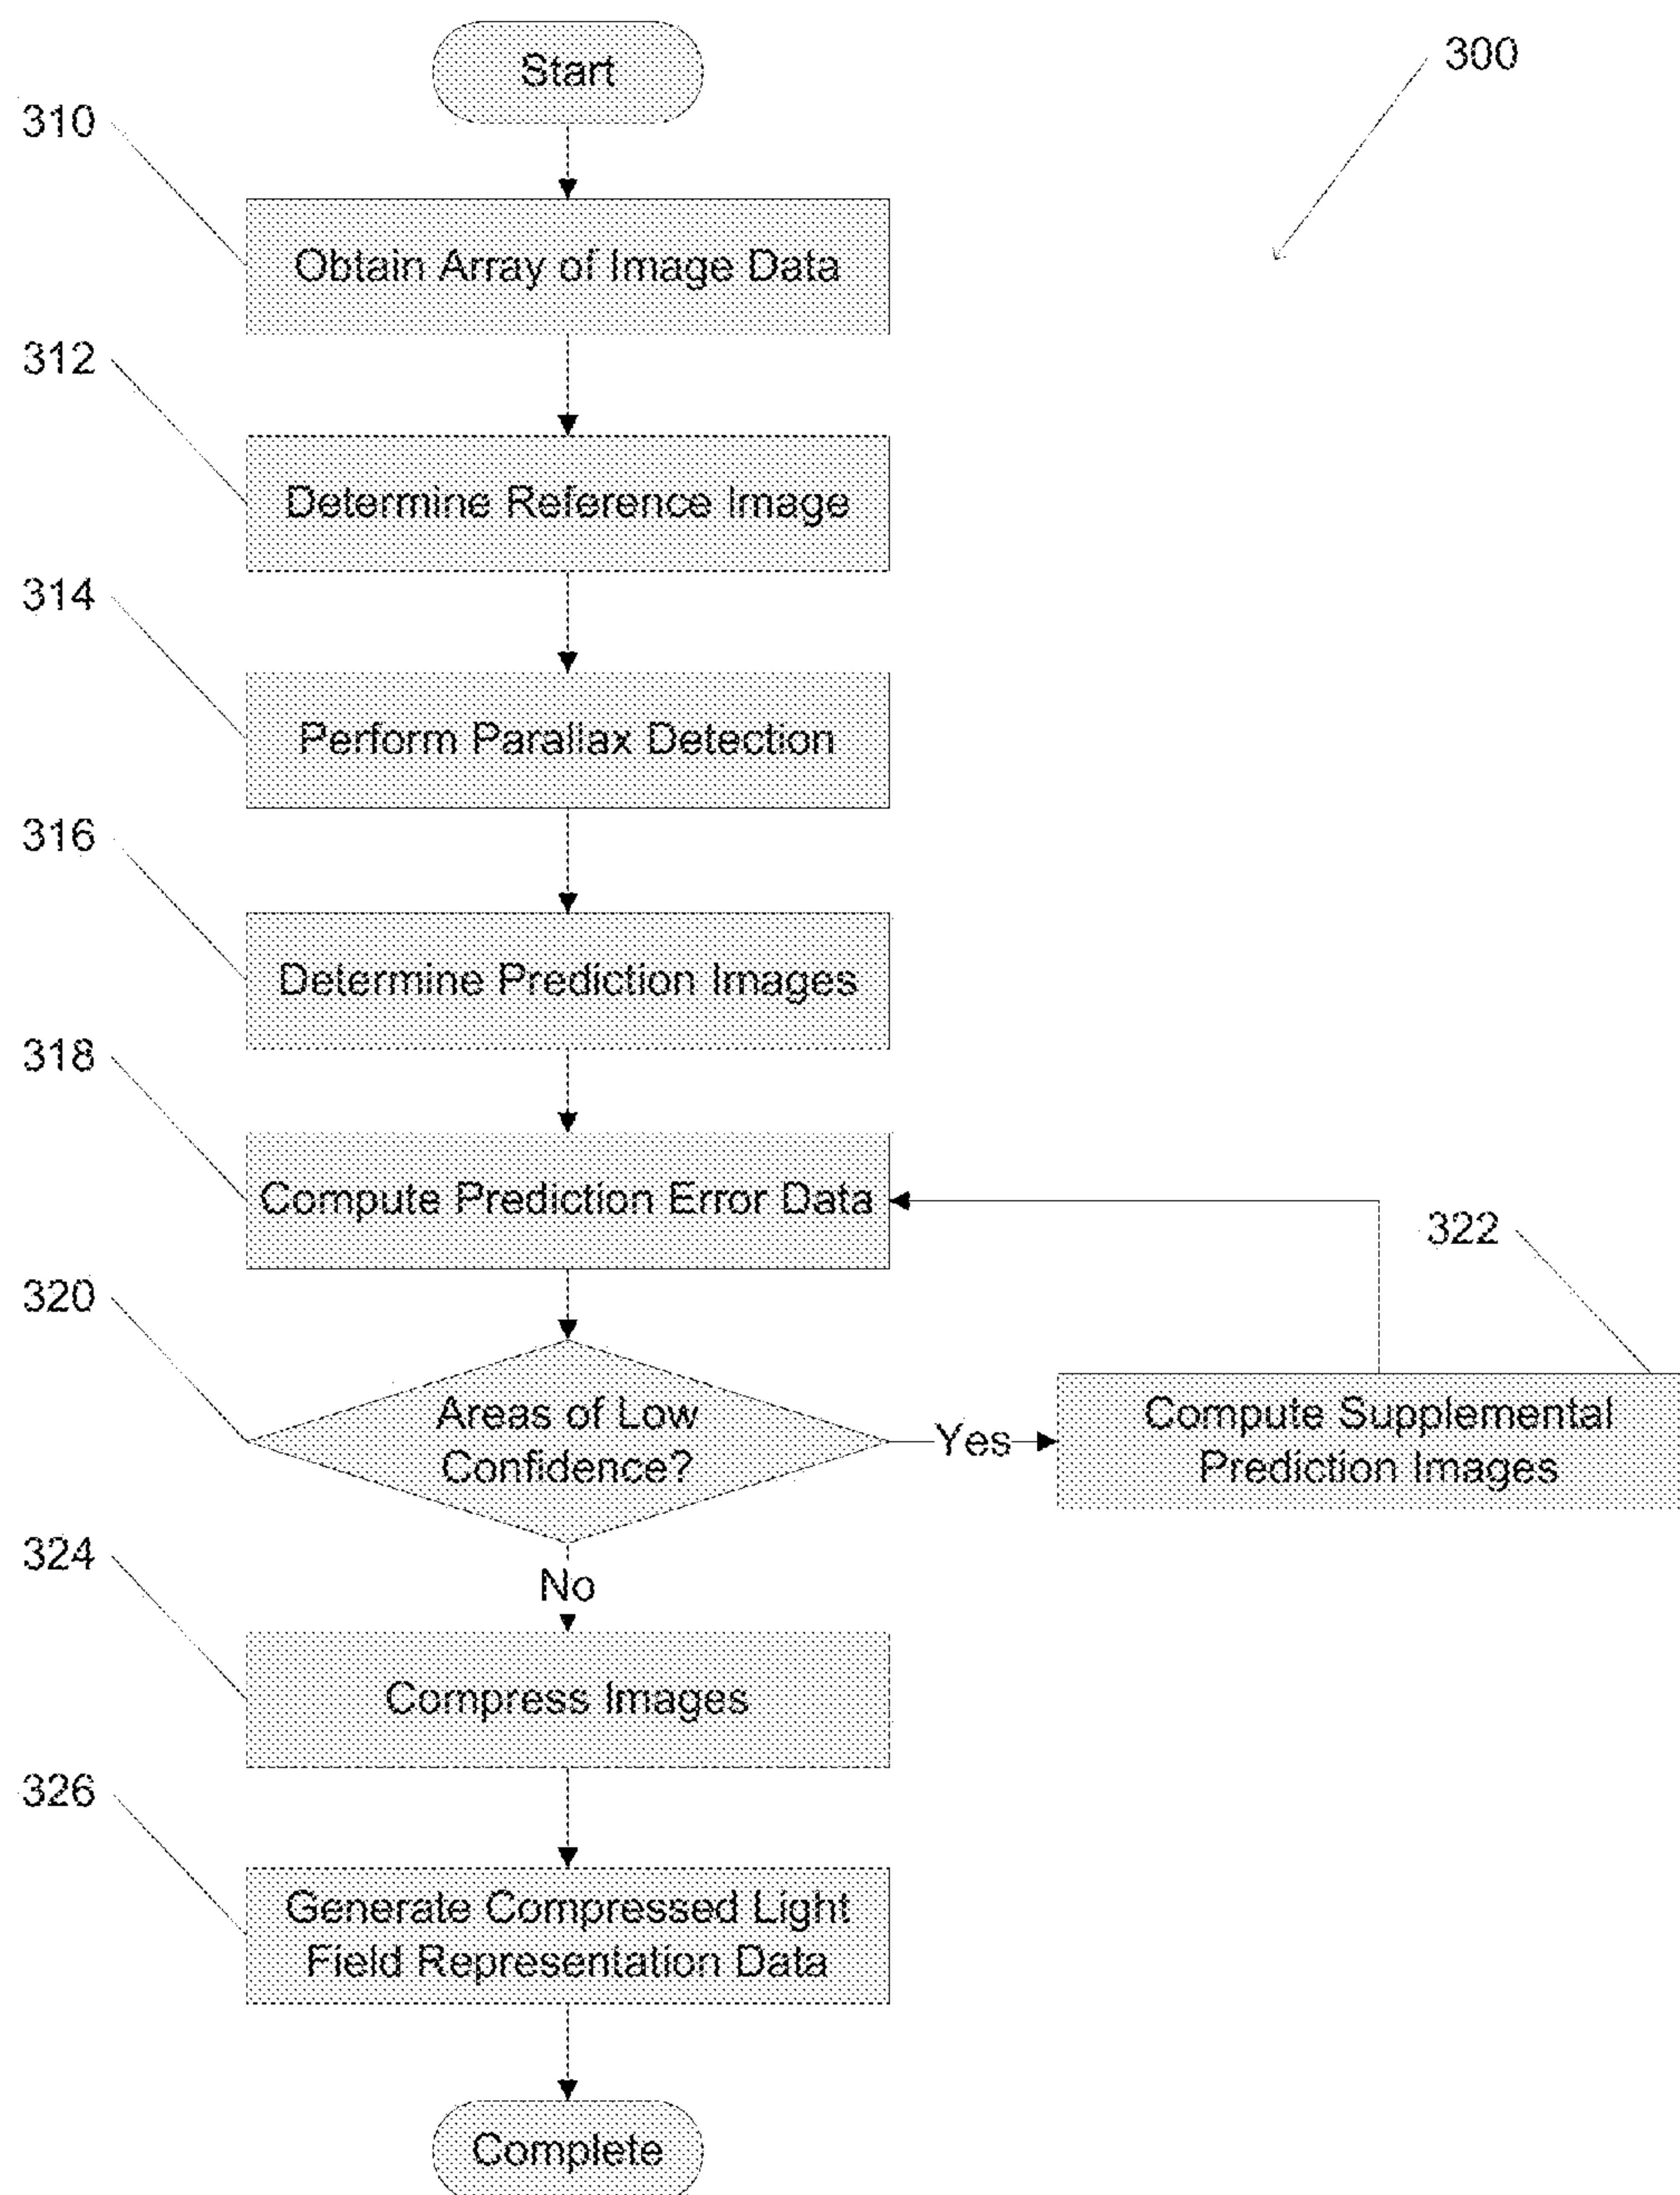 Start
300
310
Obtain Array of Image Data
312
Determine Reference Image
314
Perform Parallax Detection
316
Determine Prediction Images
318
Compute Prediction Error Data
322
320
Areas of Low
Confidence?
Yes
Compute Supplemental
Prediction Images
324
No
Compress Images
326
Generate Compressed Light
Field Representation Data
Complete